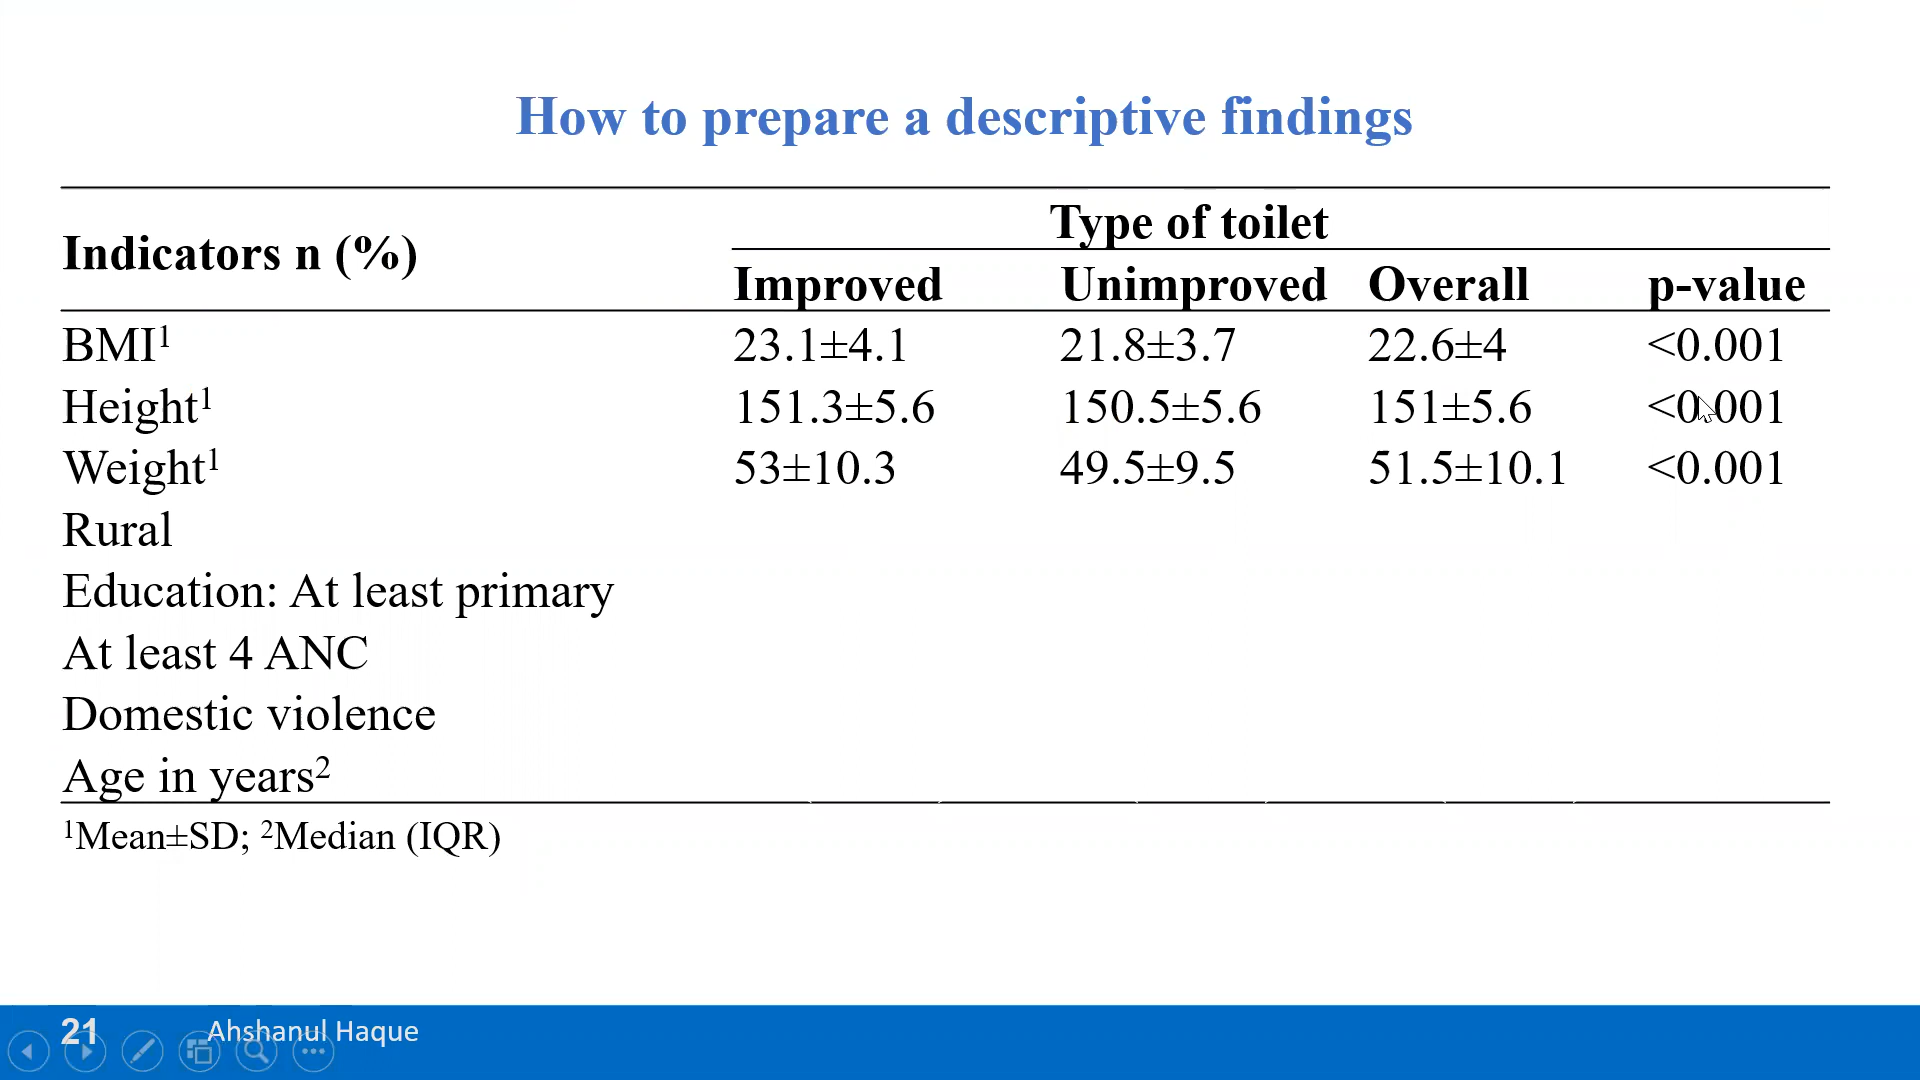 How to prepare a descriptive findings
Indicators n (%) Type of toilet
Improved Unimproved Overall p-value
BMI¹ 23.1±4.1 21.8±3.7 22.6±4 <0.001
Height¹ 151.3±5.6 150.5±5.6 151±5.6 <0.001
Weight¹ 53±10.3 49.5±9.5 51.5±10.1 <0.001
Rural
Education: At least primary
At least 4 ANC
Domestic violence
Age in years²
¹Mean±SD; ²Median (IQR)
21 Ahshanul Haque